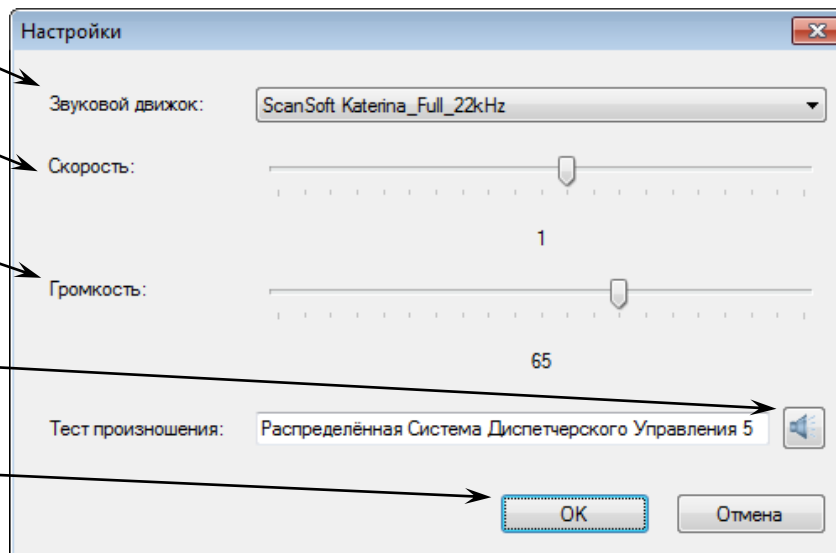 Настройки
Звуковой движок: ScanSoft Katerina_Full_22kHz
Скорость:
1
Громкость:
65
Тест произношения: Распределённая Система Диспетчерского Управления 5
OK Отмена